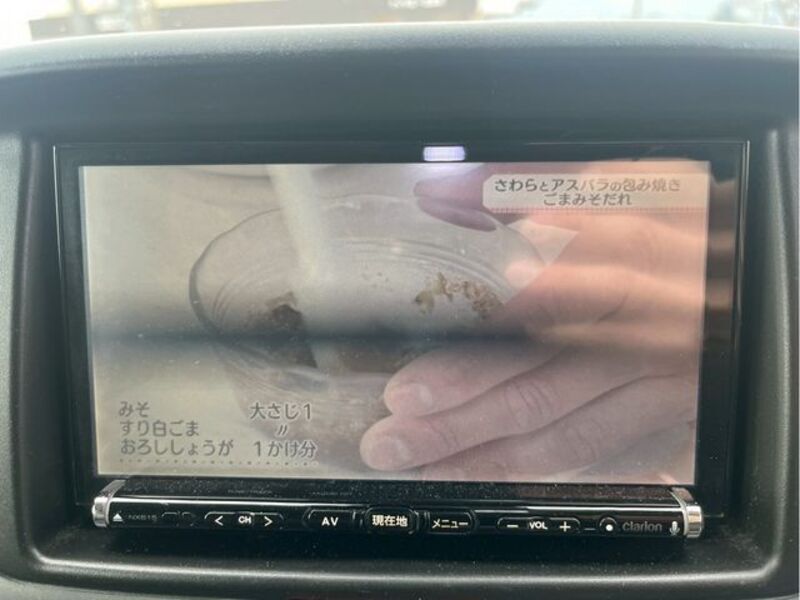 さわらとアスパラの包み焼き
ごまみそだれ
みそ 大さじ1
すり白ごま 〃
おろししょうが 1かけ分
CH
AV
現在地
メニュー
− VOL +
clarion